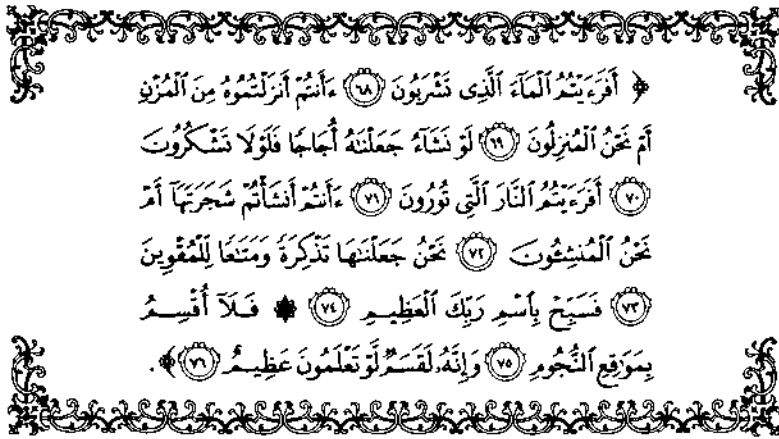 ﴿ أَفَرَءَيْتُمُ ٱلْمَآءَ ٱلَّذِى تَشْرَبُونَ ٦٨ ءَأَنتُمْ أَنزَلْتُمُوهُ مِنَ ٱلْمُزْنِ
أَمْ نَحْنُ ٱلْمُنزِلُونَ ٦٩ لَوْ نَشَآءُ جَعَلْنَٰهُ أُجَاجًا فَلَوْلَا تَشْكُرُونَ
٧٠ أَفَرَءَيْتُمُ ٱلنَّارَ ٱلَّتِى تُورُونَ ٧١ ءَأَنتُمْ أَنشَأْتُمْ شَجَرَتَهَآ أَمْ
نَحْنُ ٱلْمُنشِـُٔونَ ٧٢ نَحْنُ جَعَلْنَٰهَا تَذْكِرَةً وَمَتَٰعًا لِّلْمُقْوِينَ
٧٣ فَسَبِّحْ بِٱسْمِ رَبِّكَ ٱلْعَظِيمِ ٧٤ ۞ فَلَآ أُقْسِمُ
بِمَوَٰقِعِ ٱلنُّجُومِ ٧٥ وَإِنَّهُۥ لَقَسَمٌ لَّوْ تَعْلَمُونَ عَظِيمٌ ٧٦ ﴾.